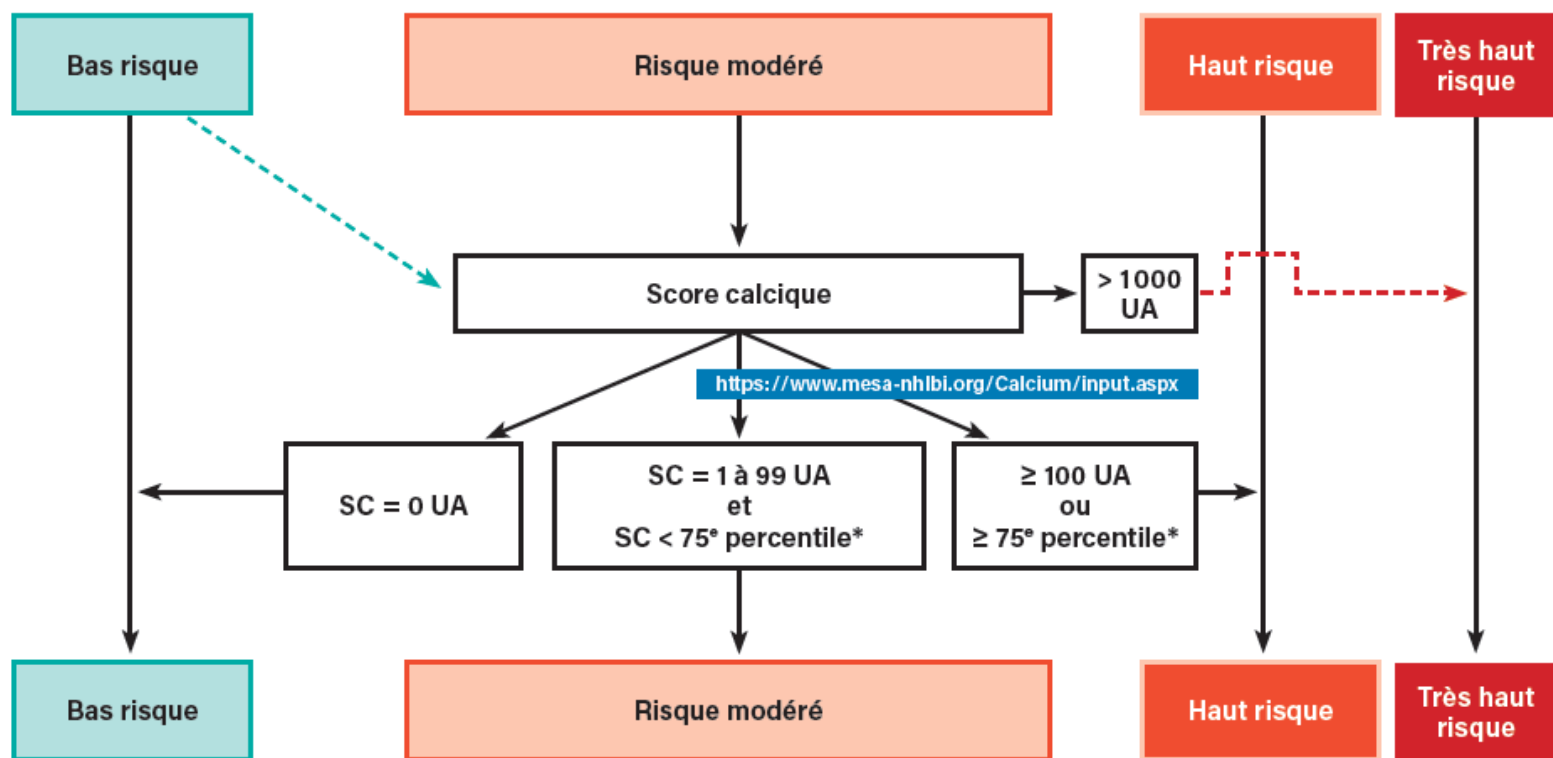 Bas risque
Risque modéré
Haut risque
Très haut
risque
Score calcique
> 1000
UA
https://www.mesa-nhlbi.org/Calcium/input.aspx
SC = 0 UA
SC = 1 à 99 UA
et
SC < 75ᵉ percentile*
≥ 100 UA
ou
≥ 75ᵉ percentile*
Bas risque
Risque modéré
Haut risque
Très haut
risque